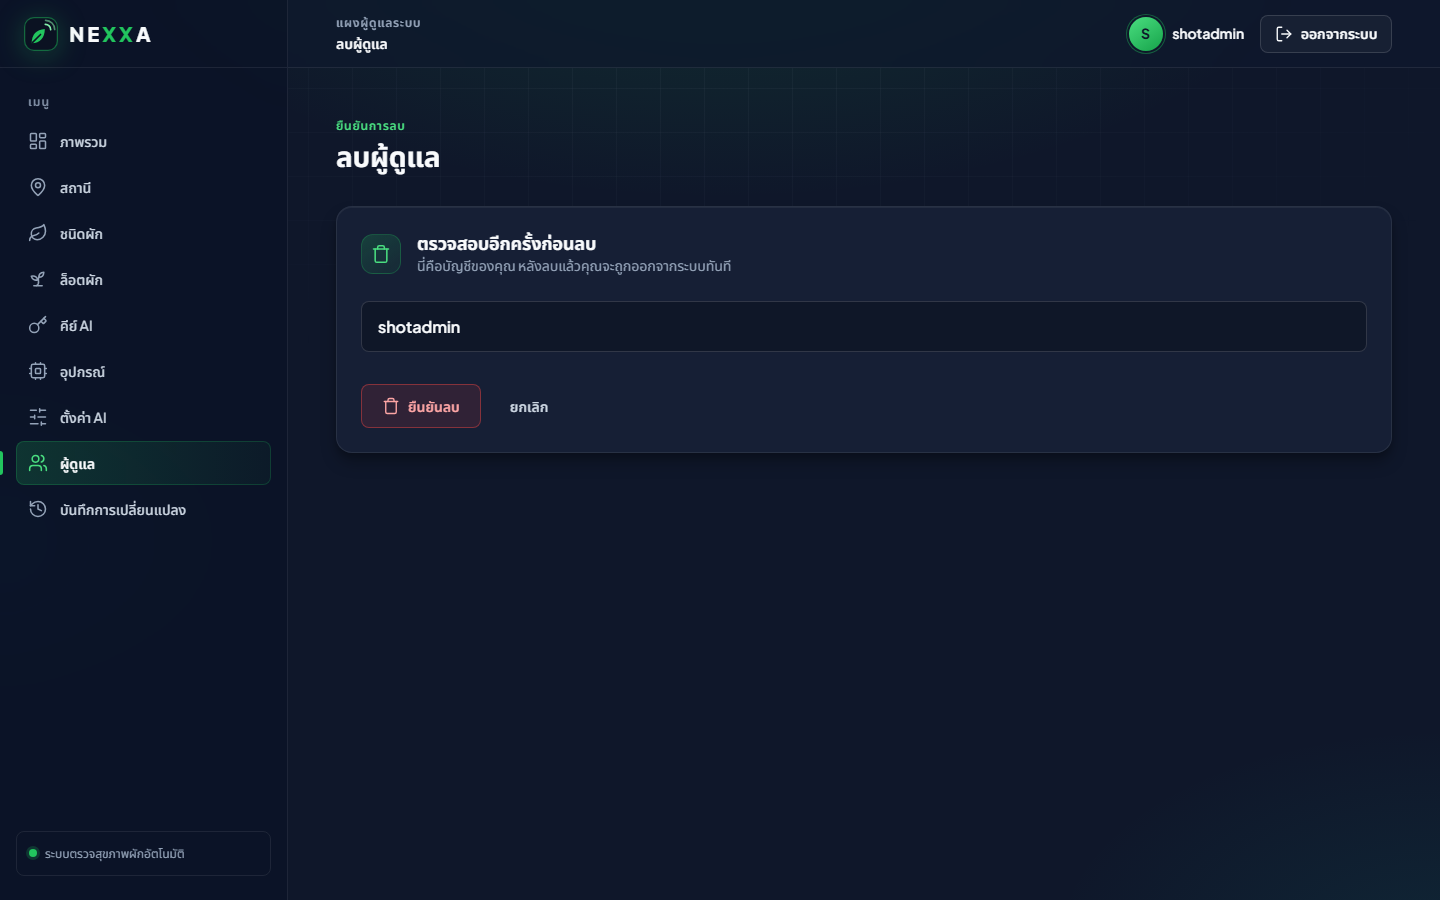 NEXXA
แผงผู้ดูแลระบบ
ลบผู้ดูแล
S
shotadmin
ออกจากระบบ
เมนู
ภาพรวม
สถานี
ชนิดผัก
ล็อตผัก
คีย์ AI
อุปกรณ์
ตั้งค่า AI
ผู้ดูแล
บันทึกการเปลี่ยนแปลง
ระบบตรวจสุขภาพผักอัตโนมัติ
ยืนยันการลบ
ลบผู้ดูแล
ตรวจสอบอีกครั้งก่อนลบ
นี่คือบัญชีของคุณ หลังลบแล้วคุณจะถูกออกจากระบบทันที
shotadmin
ยืนยันลบ
ยกเลิก